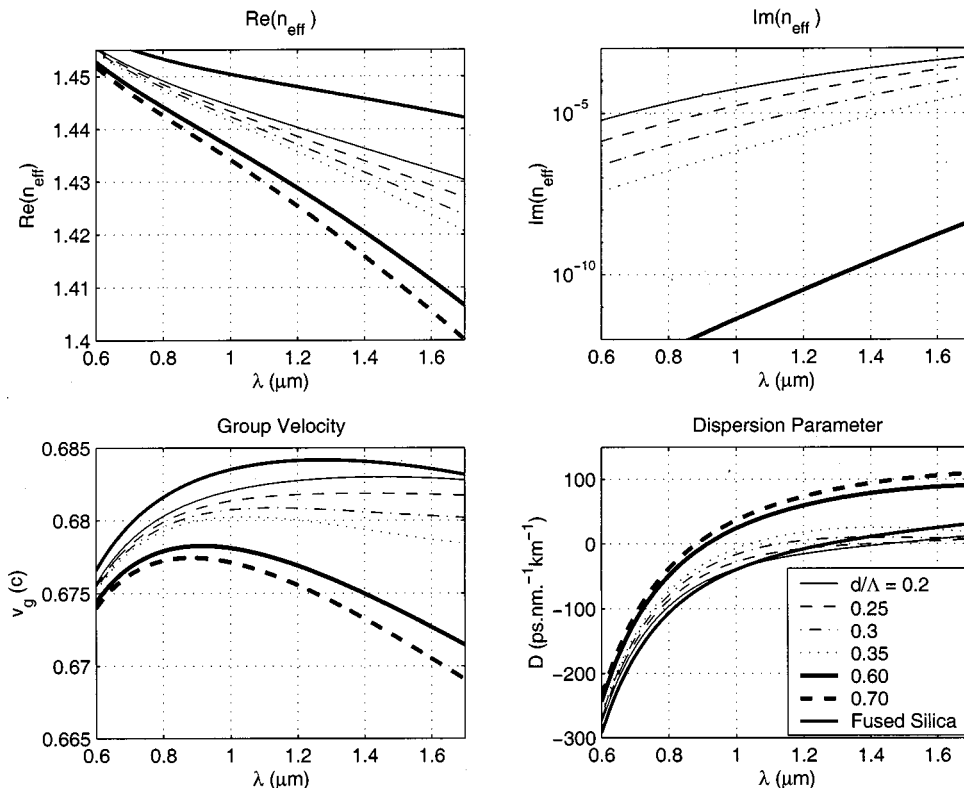 Re(n_eff )
Re(n_eff)
1.45
1.44
1.43
1.42
1.41
1.4
0.6 0.8 1 1.2 1.4 1.6
λ (μm)
Im(n_eff )
Im(n_eff)
10^−5
10^−10
0.6 0.8 1 1.2 1.4 1.6
λ (μm)
Group Velocity
v_g (c)
0.685
0.68
0.675
0.67
0.665
0.6 0.8 1 1.2 1.4 1.6
λ (μm)
Dispersion Parameter
D (ps.nm.^−1km^−1)
100
0
−100
−200
−300
0.6 0.8 1 1.2 1.4 1.6
λ (μm)
d/Λ = 0.2
0.25
0.3
0.35
0.60
0.70
Fused Silica